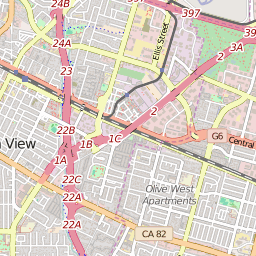 24B
397
397
Ellis Street
3A
24A
2
23
2
22B
1C
G6
Central
n View
1B
1A
22C
Olive West
Apartments
22A
CA 82
22A